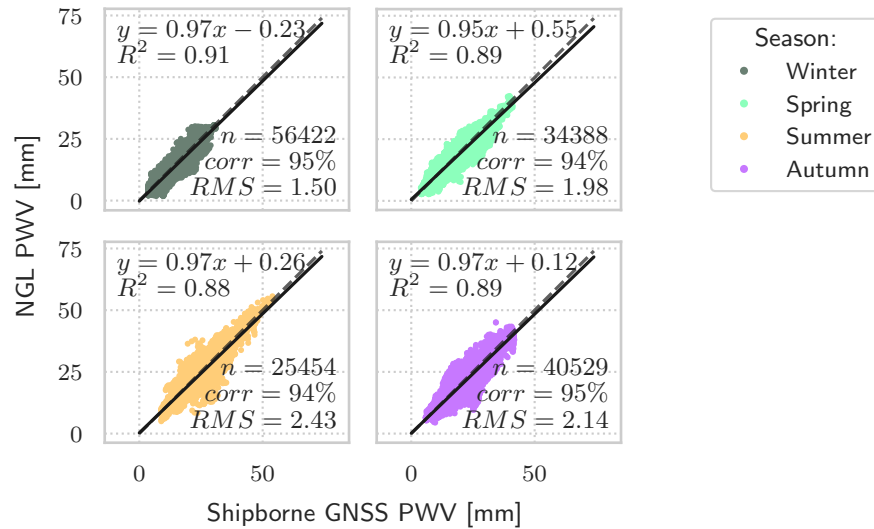 75
50
25
0
y = 0.97x − 0.23
R² = 0.91
n = 56422
corr = 95%
RMS = 1.50
y = 0.95x + 0.55
R² = 0.89
n = 34388
corr = 94%
RMS = 1.98
Season:
Winter
Spring
Summer
Autumn
NGL PWV [mm]
75
50
25
0
y = 0.97x + 0.26
R² = 0.88
n = 25454
corr = 94%
RMS = 2.43
y = 0.97x + 0.12
R² = 0.89
n = 40529
corr = 95%
RMS = 2.14
0
50
0
50
Shipborne GNSS PWV [mm]